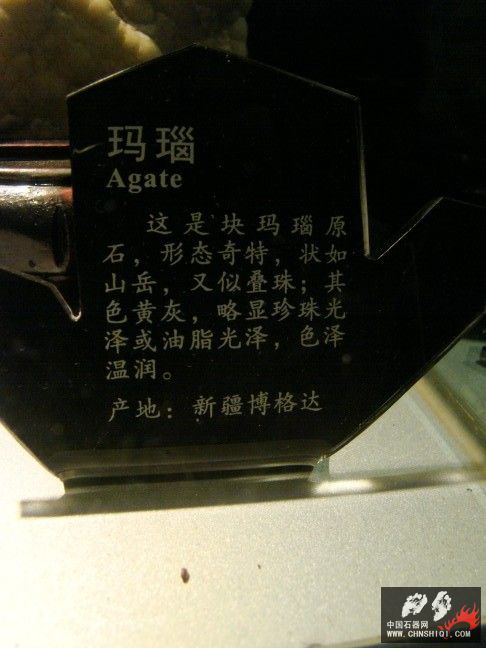 玛瑙
Agate
这是块玛瑙原
石，形态奇特，状如
山岳，又似叠珠；其
色黄灰，略显珍珠光
泽或油脂光泽，色泽
温润。
产地：新疆博格达
中国石器网
WWW.CHNSHIQI.COM